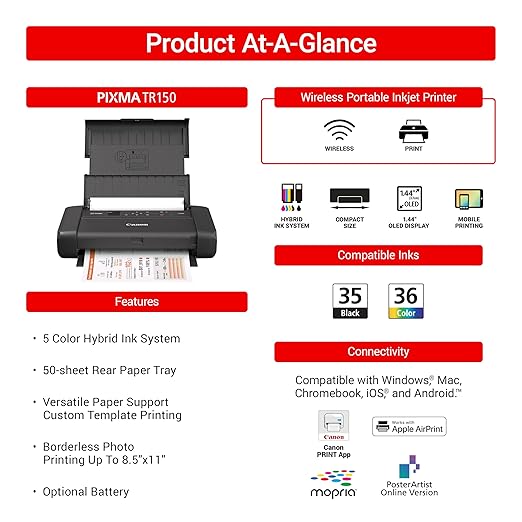 Product At-A-Glance
PIXMA TR150
Canon
Features
• 5 Color Hybrid Ink System
• 50-sheet Rear Paper Tray
• Versatile Paper Support
Custom Template Printing
• Borderless Photo
Printing Up To 8.5"x11"
• Optional Battery
Wireless Portable Inkjet Printer
WIRELESS
PRINT
HYBRID
INK SYSTEM
COMPACT
SIZE
1.44"
OLED
1.44"
OLED DISPLAY
MOBILE
PRINTING
Compatible Inks
35
Black
36
Color
Connectivity
Compatible with Windows,® Mac,
Chromebook, iOS,® and Android.™
Canon
Canon
PRINT App
Works with
Apple AirPrint
mopria
PosterArtist
Online Version